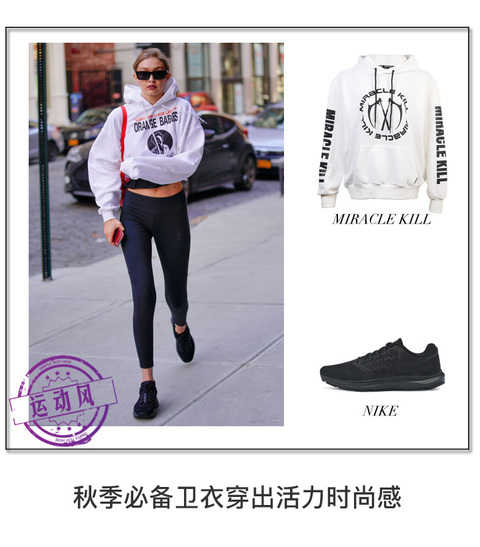 ORANGE BABIES
MIRACLE KILL
MIRACLE KILL
MIRACLE KILL
MIRACLE KILL
MIRACLE KILL
NIKE
运动风
秋季必备卫衣穿出活力时尚感